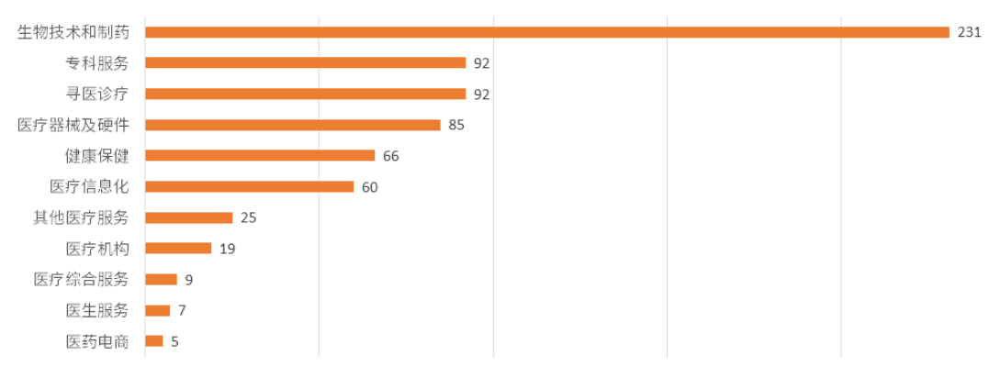 生物技术和制药 231
专科服务 92
寻医诊疗 92
医疗器械及硬件 85
健康保健 66
医疗信息化 60
其他医疗服务 25
医疗机构 19
医疗综合服务 9
医生服务 7
医药电商 5